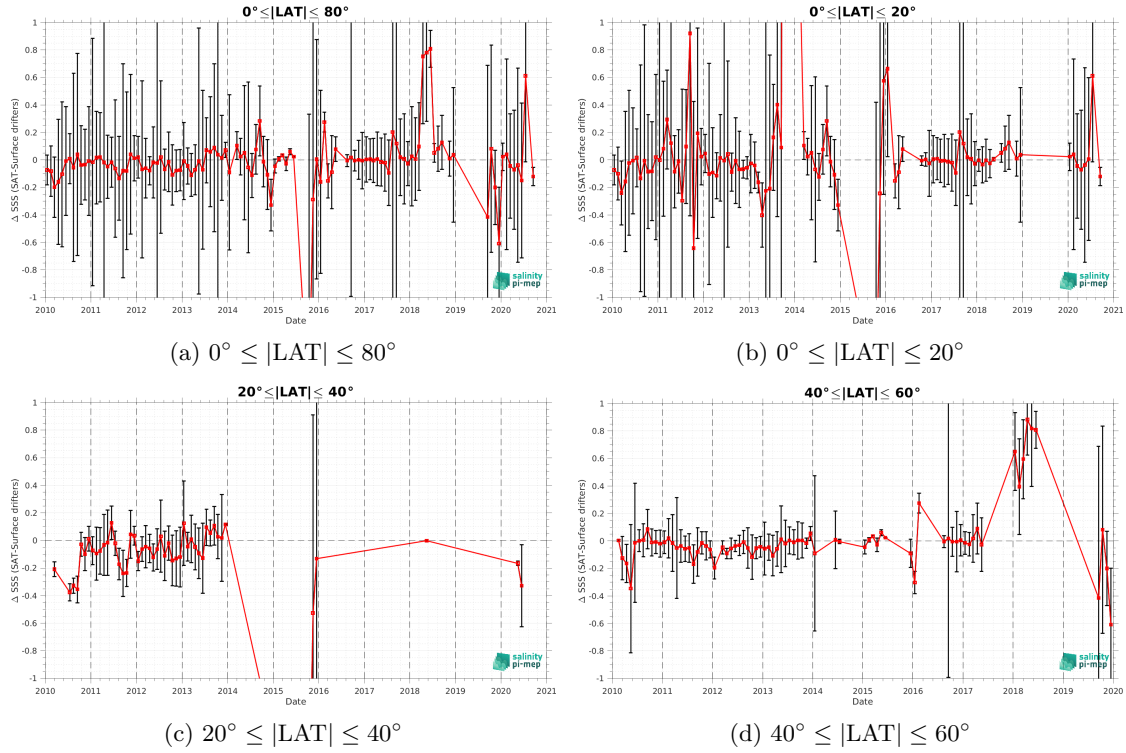 0°≤|LAT|≤ 80°
Δ SSS (SAT-Surface drifters)
1
0.8
0.6
0.4
0.2
0
-0.2
-0.4
-0.6
-0.8
-1
2010 2011 2012 2013 2014 2015 2016 2017 2018 2019 2020 2021
Date
salinity
pi-mep
(a) 0° ≤ |LAT| ≤ 80°
0°≤|LAT|≤ 20°
Δ SSS (SAT-Surface drifters)
1
0.8
0.6
0.4
0.2
0
-0.2
-0.4
-0.6
-0.8
-1
2010 2011 2012 2013 2014 2015 2016 2017 2018 2019 2020 2021
Date
salinity
pi-mep
(b) 0° ≤ |LAT| ≤ 20°
20°≤|LAT|≤ 40°
Δ SSS (SAT-Surface drifters)
1
0.8
0.6
0.4
0.2
0
-0.2
-0.4
-0.6
-0.8
-1
2010 2011 2012 2013 2014 2015 2016 2017 2018 2019 2020 2021
Date
salinity
pi-mep
(c) 20° ≤ |LAT| ≤ 40°
40°≤|LAT|≤ 60°
Δ SSS (SAT-Surface drifters)
1
0.8
0.6
0.4
0.2
0
-0.2
-0.4
-0.6
-0.8
-1
2010 2011 2012 2013 2014 2015 2016 2017 2018 2019 2020
Date
salinity
pi-mep
(d) 40° ≤ |LAT| ≤ 60°